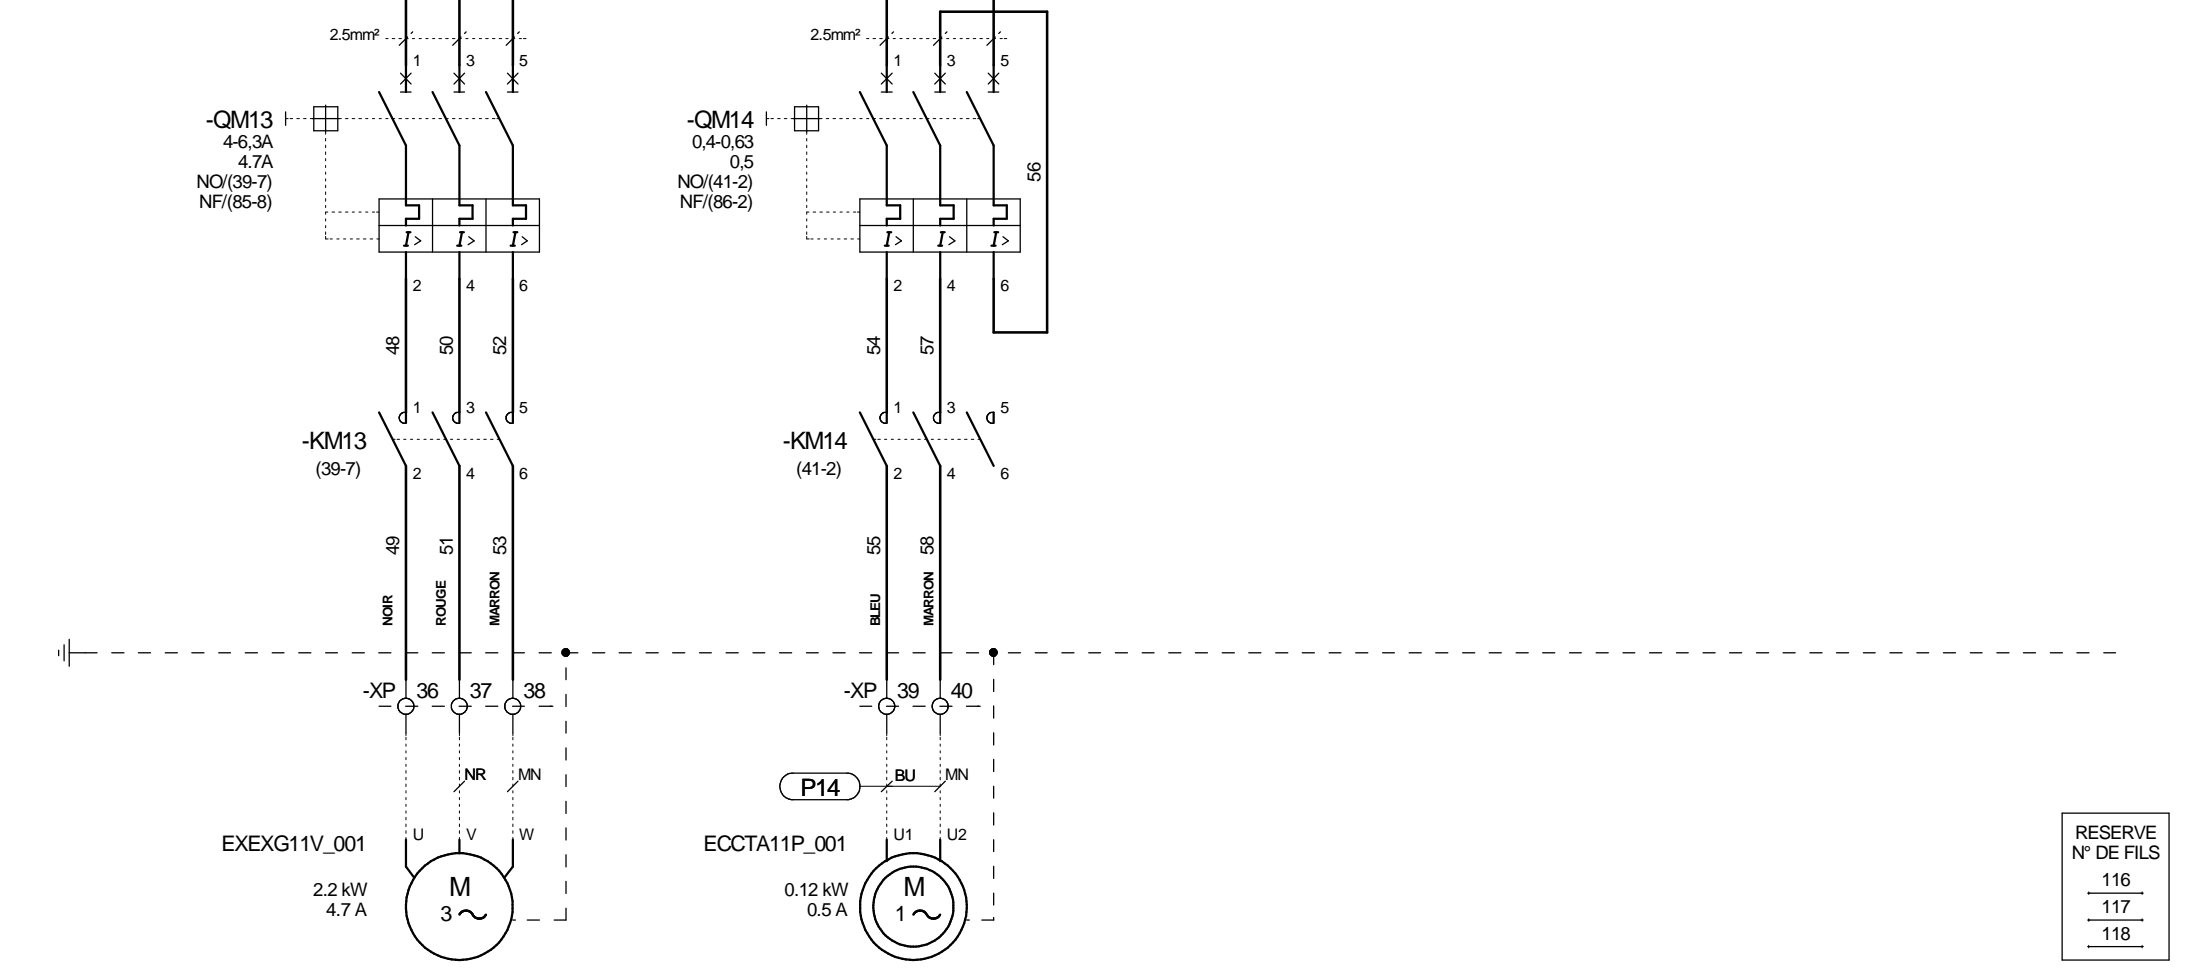 2.5mm²
1 3 5
-QM13
4-6,3A
4.7A
NO/(39-7)
NF/(85-8)
I> I> I>
2 4 6
48 50 52
1 3 5
-KM13
(39-7)
2 4 6
49 51 53
NOIR ROUGE MARRON
-XP 36 37 38
NR MN
U V W
EXEXG11V_001
2.2 kW
4.7 A
M
3
2.5mm²
1 3 5
-QM14
0,4-0,63
0,5
NO/(41-2)
NF/(86-2)
56
I> I> I>
2 4 6
54 57
1 3 5
-KM14
(41-2)
2 4 6
55 58
BLEU MARRON
-XP 39 40
P14 BU MN
U1 U2
ECCTA11P_001
0.12 kW
0.5 A
M
1
RESERVE
N° DE FILS
116
117
118